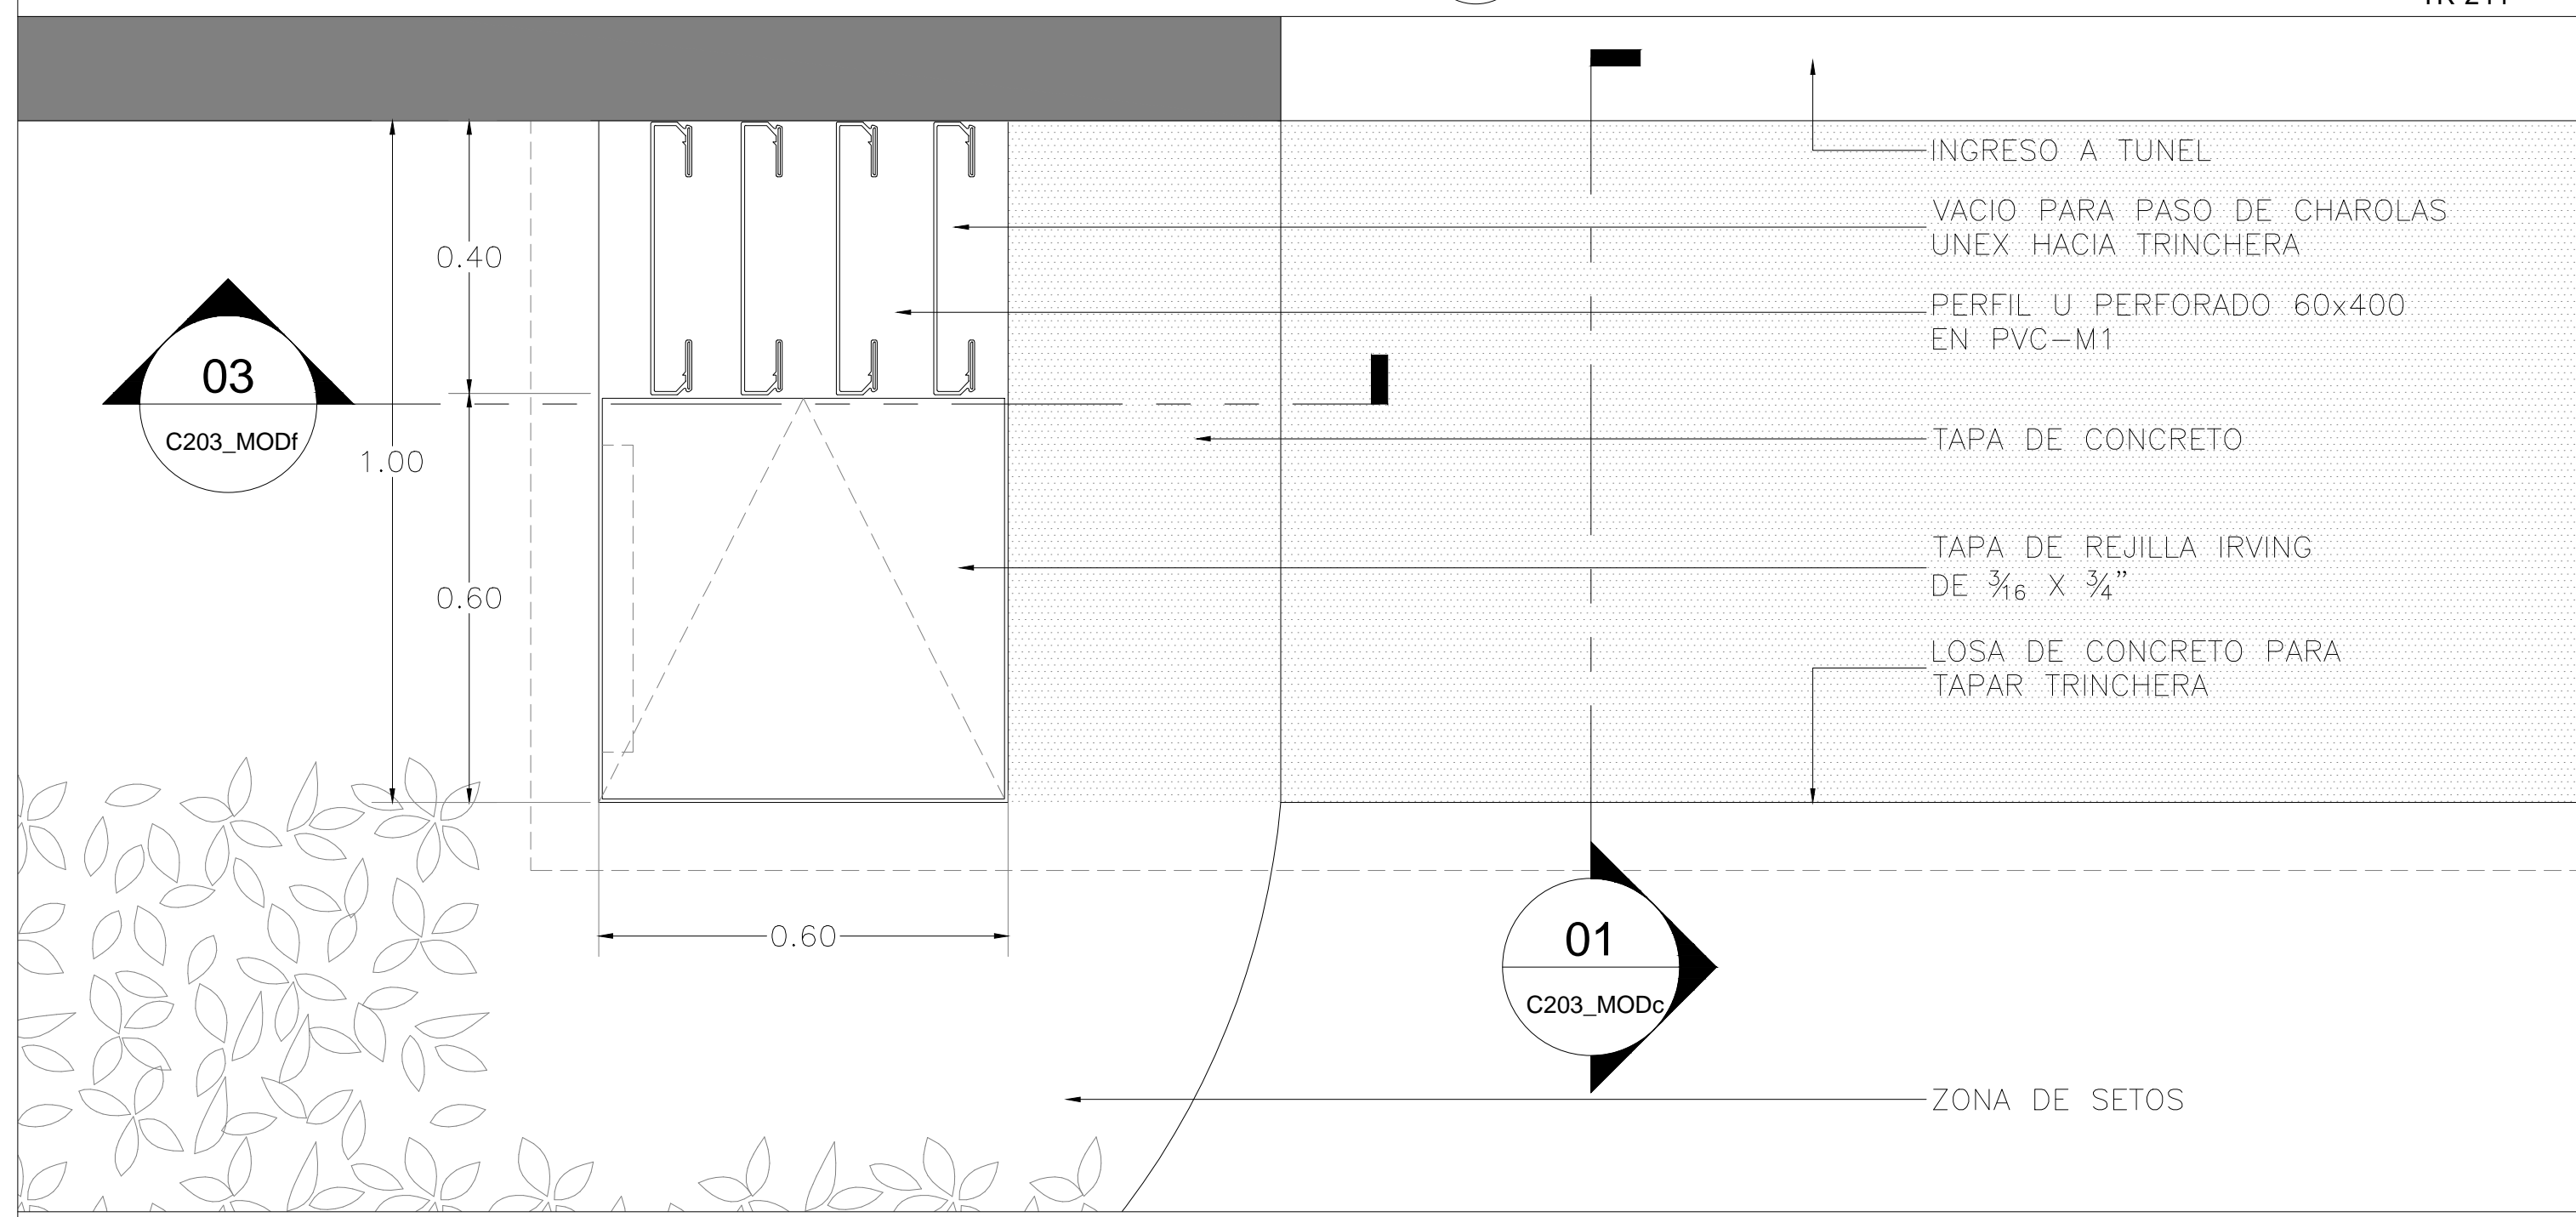 INGRESO A TUNEL
VACIO PARA PASO DE CHAROLAS
UNEX HACIA TRINCHERA
0.40
PERFIL U PERFORADO 60x400
EN PVC-M1
03
C203_MODf
1.00
TAPA DE CONCRETO
TAPA DE REJILLA IRVING
DE 3/16 X 3/4”
0.60
LOSA DE CONCRETO PARA
TAPAR TRINCHERA
0.60
01
C203_MODc
ZONA DE SETOS